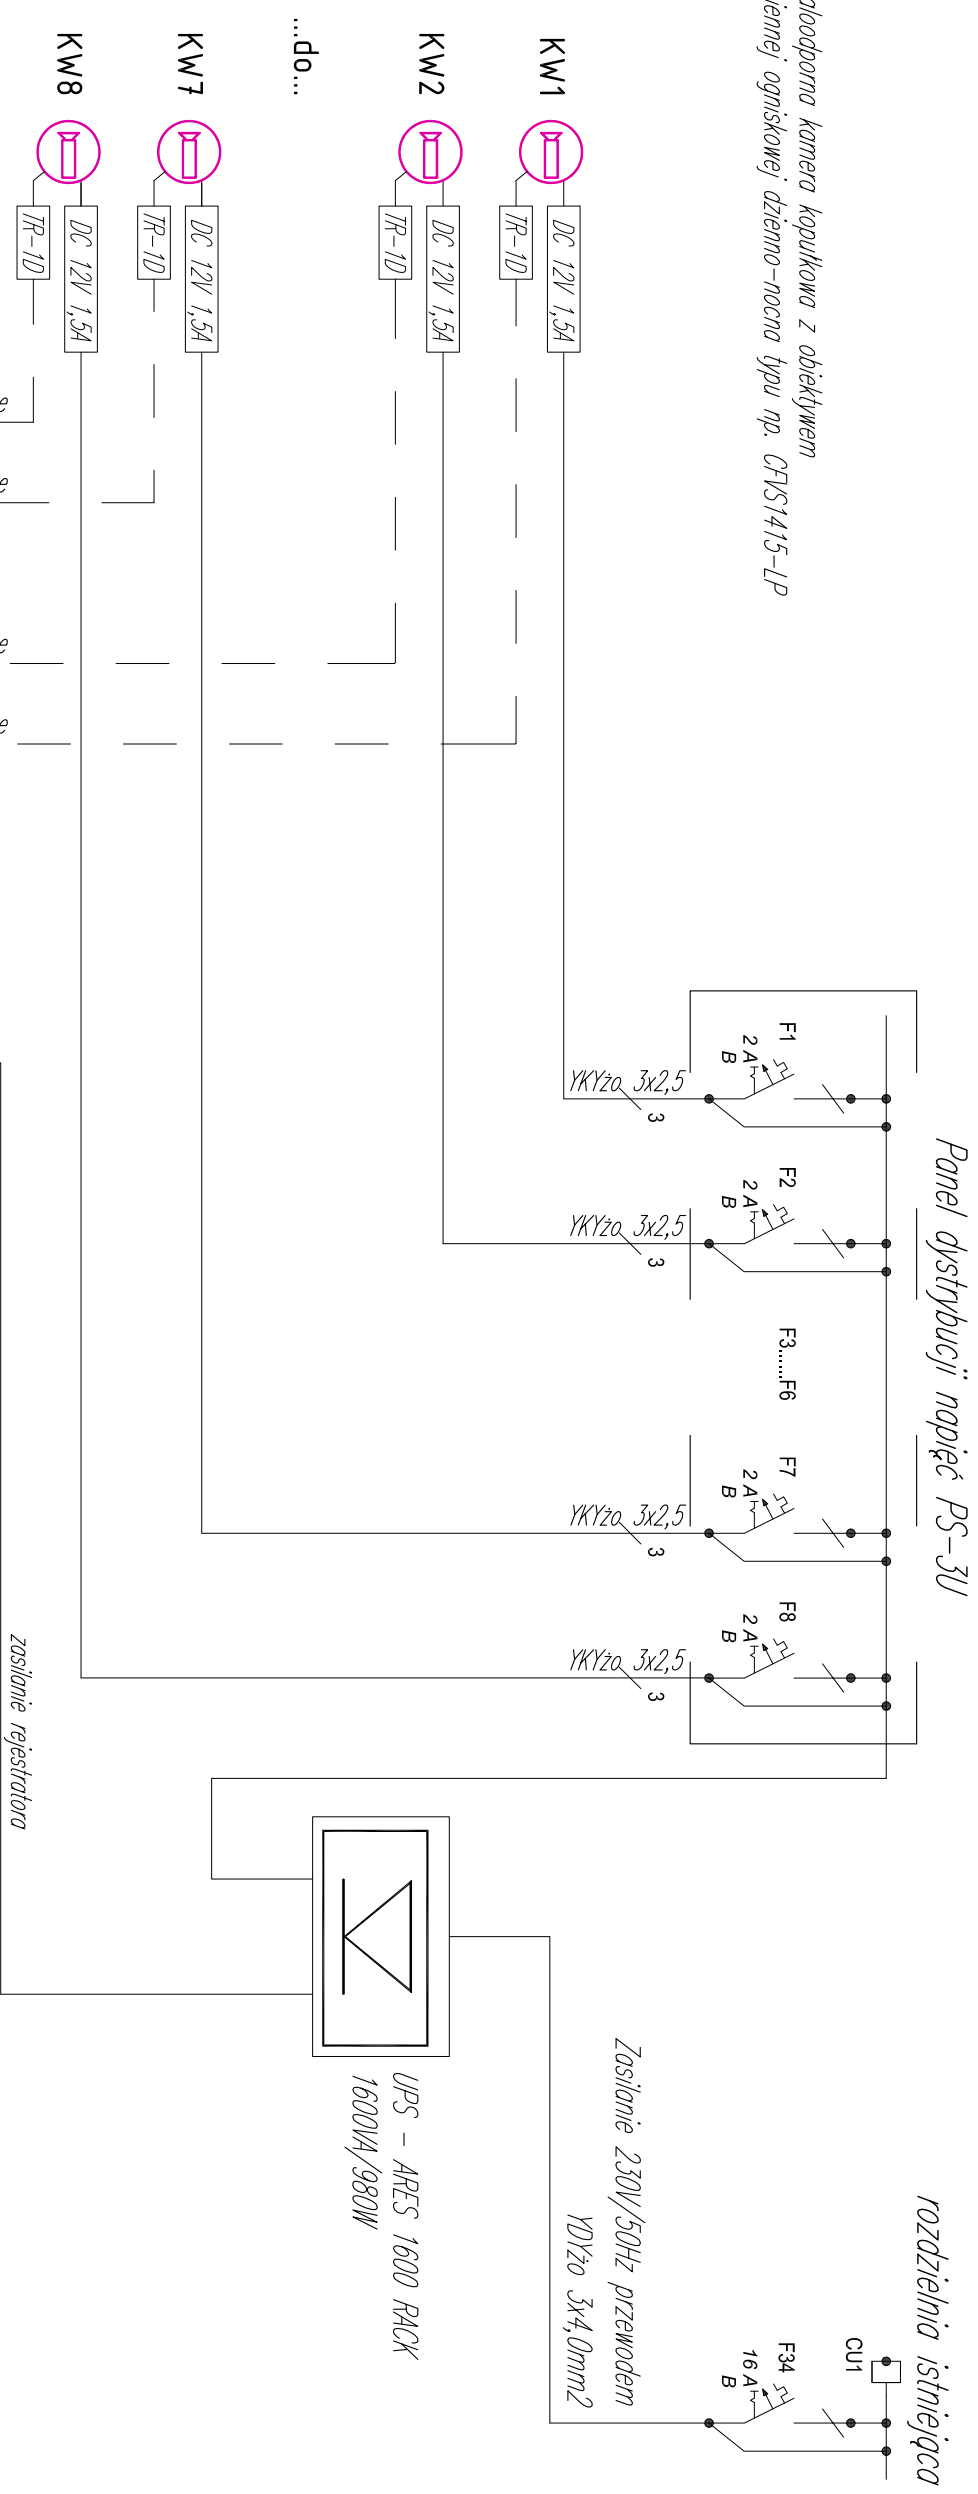 aloodporna kamera kopułkowa z obiektywem
iennej ogniskowej dzienno-nocna typu np. CFVS1415-LP
KW1
DC 12V 1,5A
TR-1D
KW2
DC 12V 1,5A
TR-1D
...do...
KW7
DC 12V 1,5A
TR-1D
KW8
DC 12V 1,5A
TR-1D
Panel dystrybucji napięć PS-3U
F1
2 A
B
YKYżo 3x2,5
3
F2
2 A
B
YKYżo 3x2,5
3
F3......F6
F7
2 A
B
YKYżo 3x2,5
3
F8
2 A
B
YKYżo 3x2,5
3
zasilanie rejestratora
UPS - ARES 1600 RACK
1600VA/980W
Zasilanie 230V/50Hz przewodem
YDYżo 3x4,0mm2
rozdzielnia istniejąca
CU1
F34
16 A
B